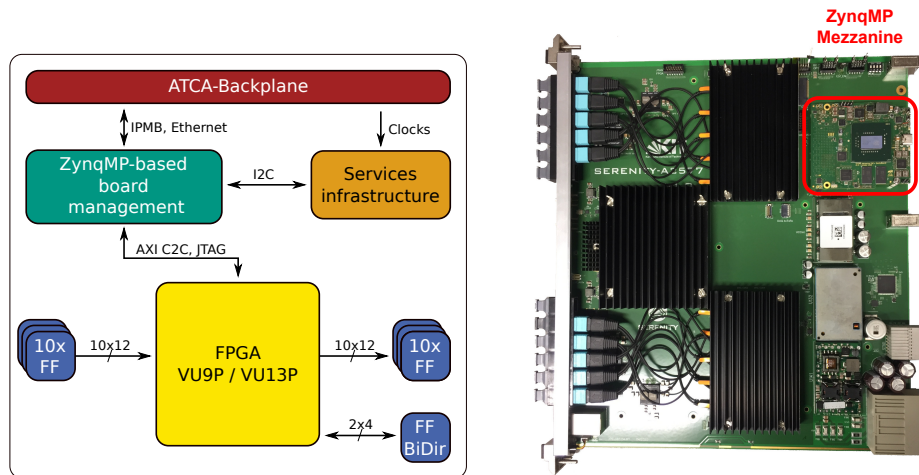 ATCA-Backplane
IPMB, Ethernet
Clocks
ZynqMP-based
board
management
I2C
Services
infrastructure
AXI C2C, JTAG
10x
FF
10x12
FPGA
VU9P / VU13P
10x12
10x
FF
2x4
FF
BiDir
ZynqMP
Mezzanine
SERENITY